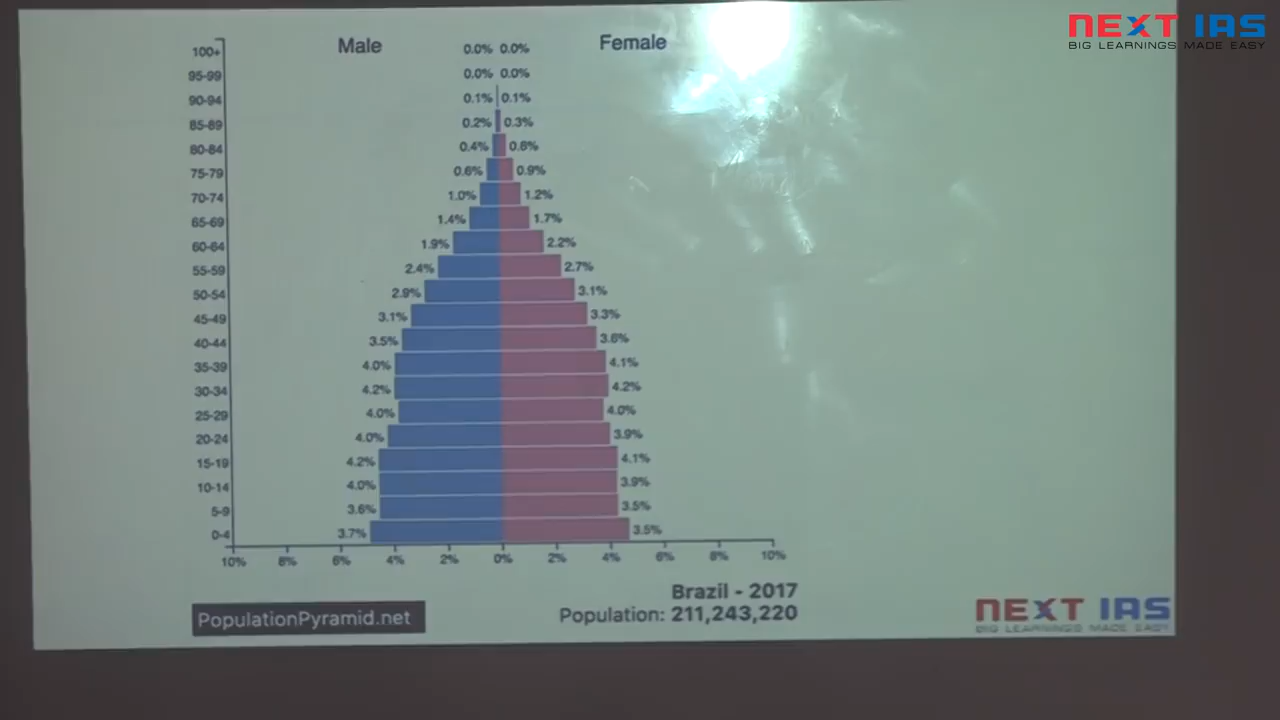 NEXT IAS
BIG LEARNINGS MADE EASY
Male
Female
100+ 0.0% 0.0%
95-99 0.0% 0.0%
90-94 0.1% 0.1%
85-89 0.2% 0.3%
80-84 0.4% 0.6%
75-79 0.6% 0.9%
70-74 1.0% 1.2%
65-69 1.4% 1.7%
60-64 1.9% 2.2%
55-59 2.4% 2.7%
50-54 2.9% 3.1%
45-49 3.1% 3.3%
40-44 3.5% 3.6%
35-39 4.0% 4.1%
30-34 4.2% 4.2%
25-29 4.0% 4.0%
20-24 4.0% 3.9%
15-19 4.2% 4.1%
10-14 4.0% 3.9%
5-9 3.6% 3.5%
0-4 3.7% 3.5%
10% 8% 6% 4% 2% 0% 2% 4% 6% 8% 10%
Brazil - 2017
PopulationPyramid.net
Population: 211,243,220
NEXT IAS
BIG LEARNINGS MADE EASY